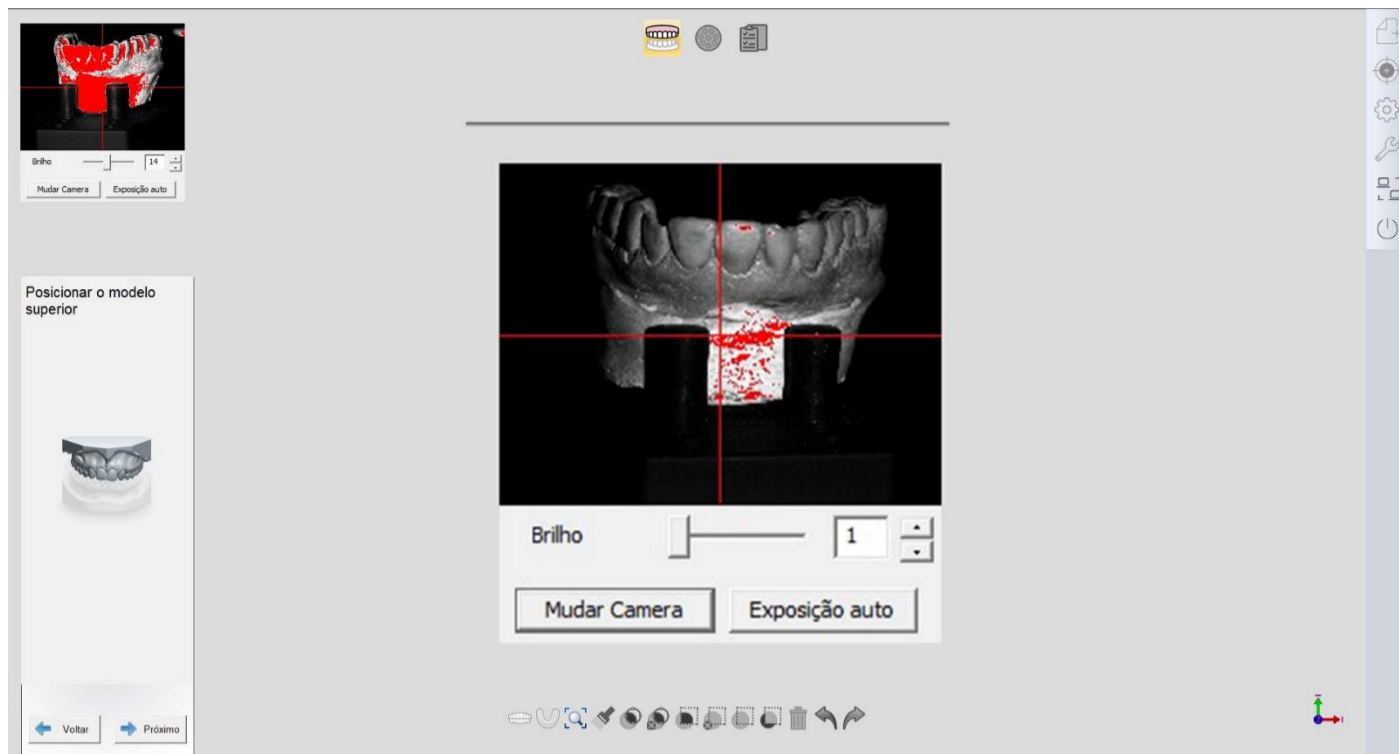 Brilho 14
Mudar Camera Exposição auto
Posicionar o modelo
superior
Brilho 1
Mudar Camera Exposição auto
Voltar Próximo